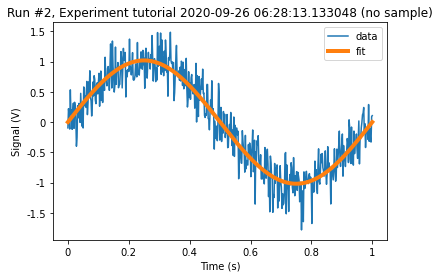 Run #2, Experiment tutorial 2020-09-26 06:28:13.133048 (no sample)
data
fit
1.5
1
0.5
0
-0.5
-1
-1.5
Signal (V)
0
0.2
0.4
0.6
0.8
1
Time (s)